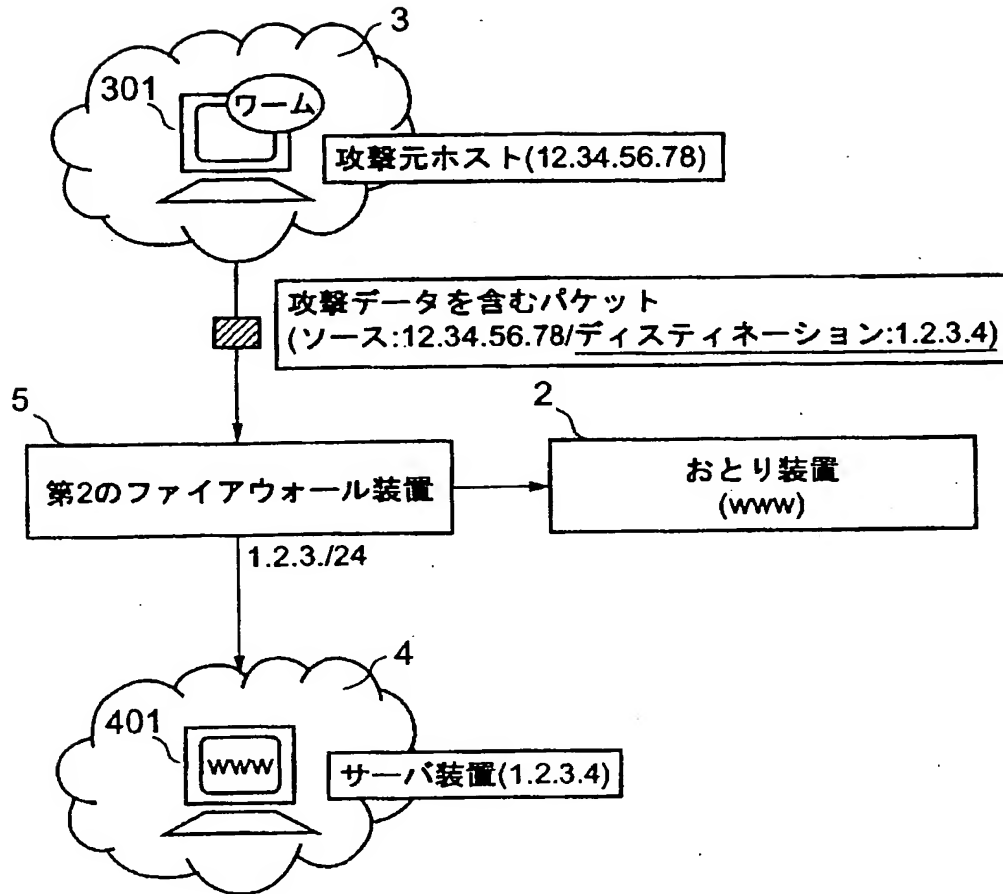 3
301
ワーム
攻撃元ホスト(12.34.56.78)
攻撃データを含むパケット
(ソース:12.34.56.78/ディスティネーション:1.2.3.4)
5
2
第2のファイアウォール装置
おとり装置
(www)
1.2.3./24
4
401
www
サーバ装置(1.2.3.4)